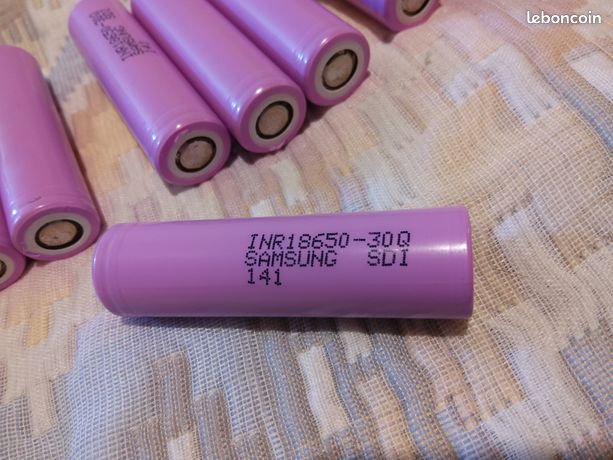 leboncoin
INR18650-30Q
SAMSUNG SDI
141